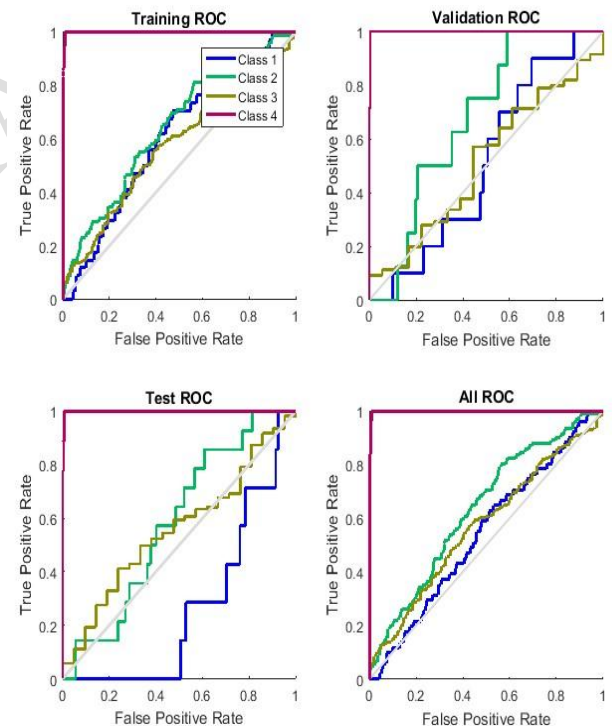 Training ROC
True Positive Rate
1
0.8
0.6
0.4
0.2
0
0 0.2 0.4 0.6 0.8 1
False Positive Rate
Class 1
Class 2
Class 3
Class 4
Validation ROC
True Positive Rate
1
0.8
0.6
0.4
0.2
0
0 0.2 0.4 0.6 0.8 1
False Positive Rate
Test ROC
True Positive Rate
1
0.8
0.6
0.4
0.2
0
0 0.2 0.4 0.6 0.8 1
False Positive Rate
All ROC
True Positive Rate
1
0.8
0.6
0.4
0.2
0
0 0.2 0.4 0.6 0.8 1
False Positive Rate